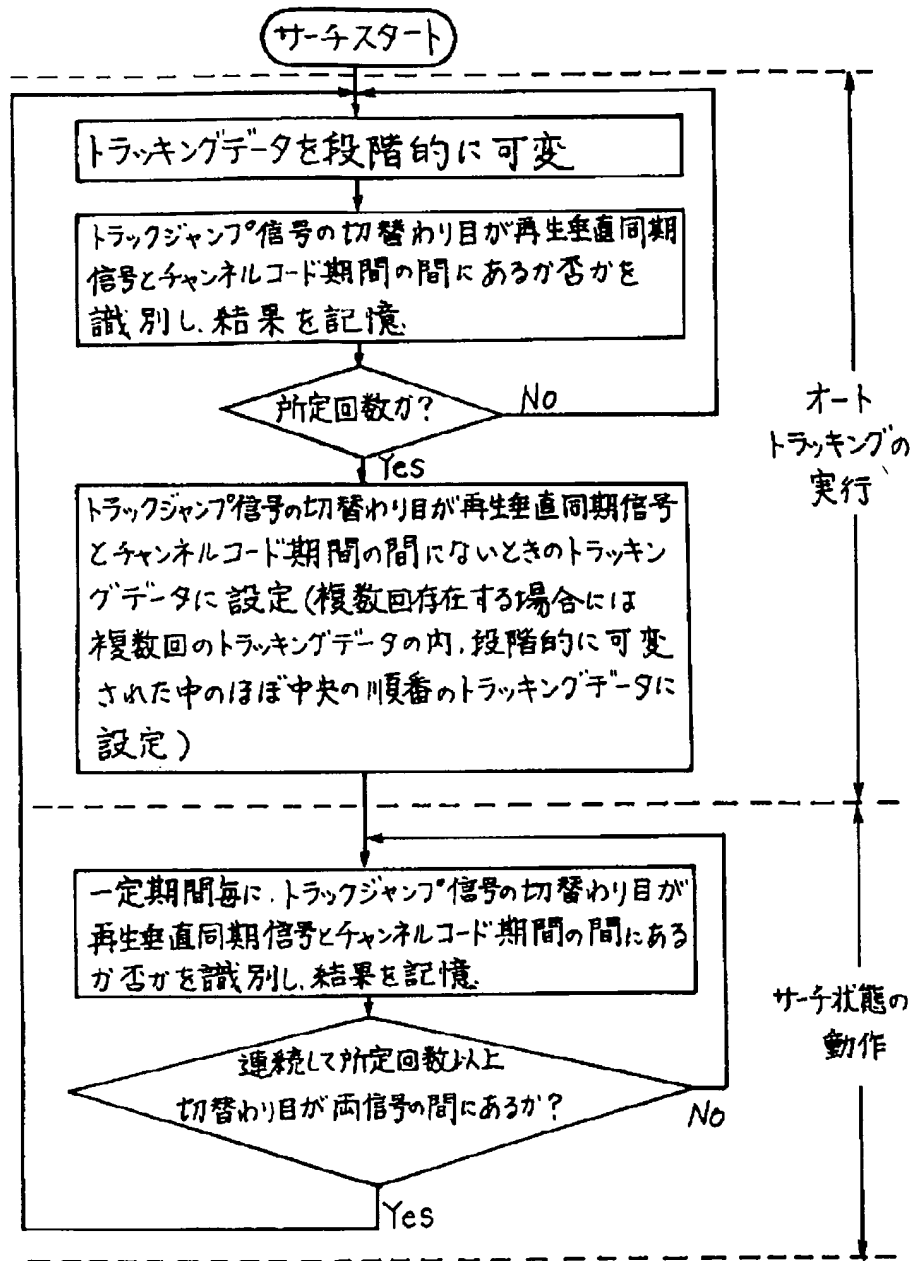 サーチスタート
トラッキングデータを段階的に可変
トラックジャンプ信号の切替わり目が再生垂直同期
信号とチャンネルコード期間の間にあるか否かを
識別し、結果を記憶.
所定回数か?
No
Yes
トラックジャンプ信号の切替わり目が再生垂直同期信号
とチャンネルコード期間の間にないときのトラッキン
グデータに設定(複数回存在する場合には
複数回のトラッキングデータの内、段階的に可変
された中のほぼ中央の順番のトラッキングデータに
設定)
オート
トラッキングの
実行
一定期間毎に、トラックジャンプ信号の切替わり目が
再生垂直同期信号とチャンネルコード期間の間にある
か否かを識別し、結果を記憶.
連続して所定回数以上
切替わり目が両信号の間にあるか?
No
Yes
サーチ状態の
動作